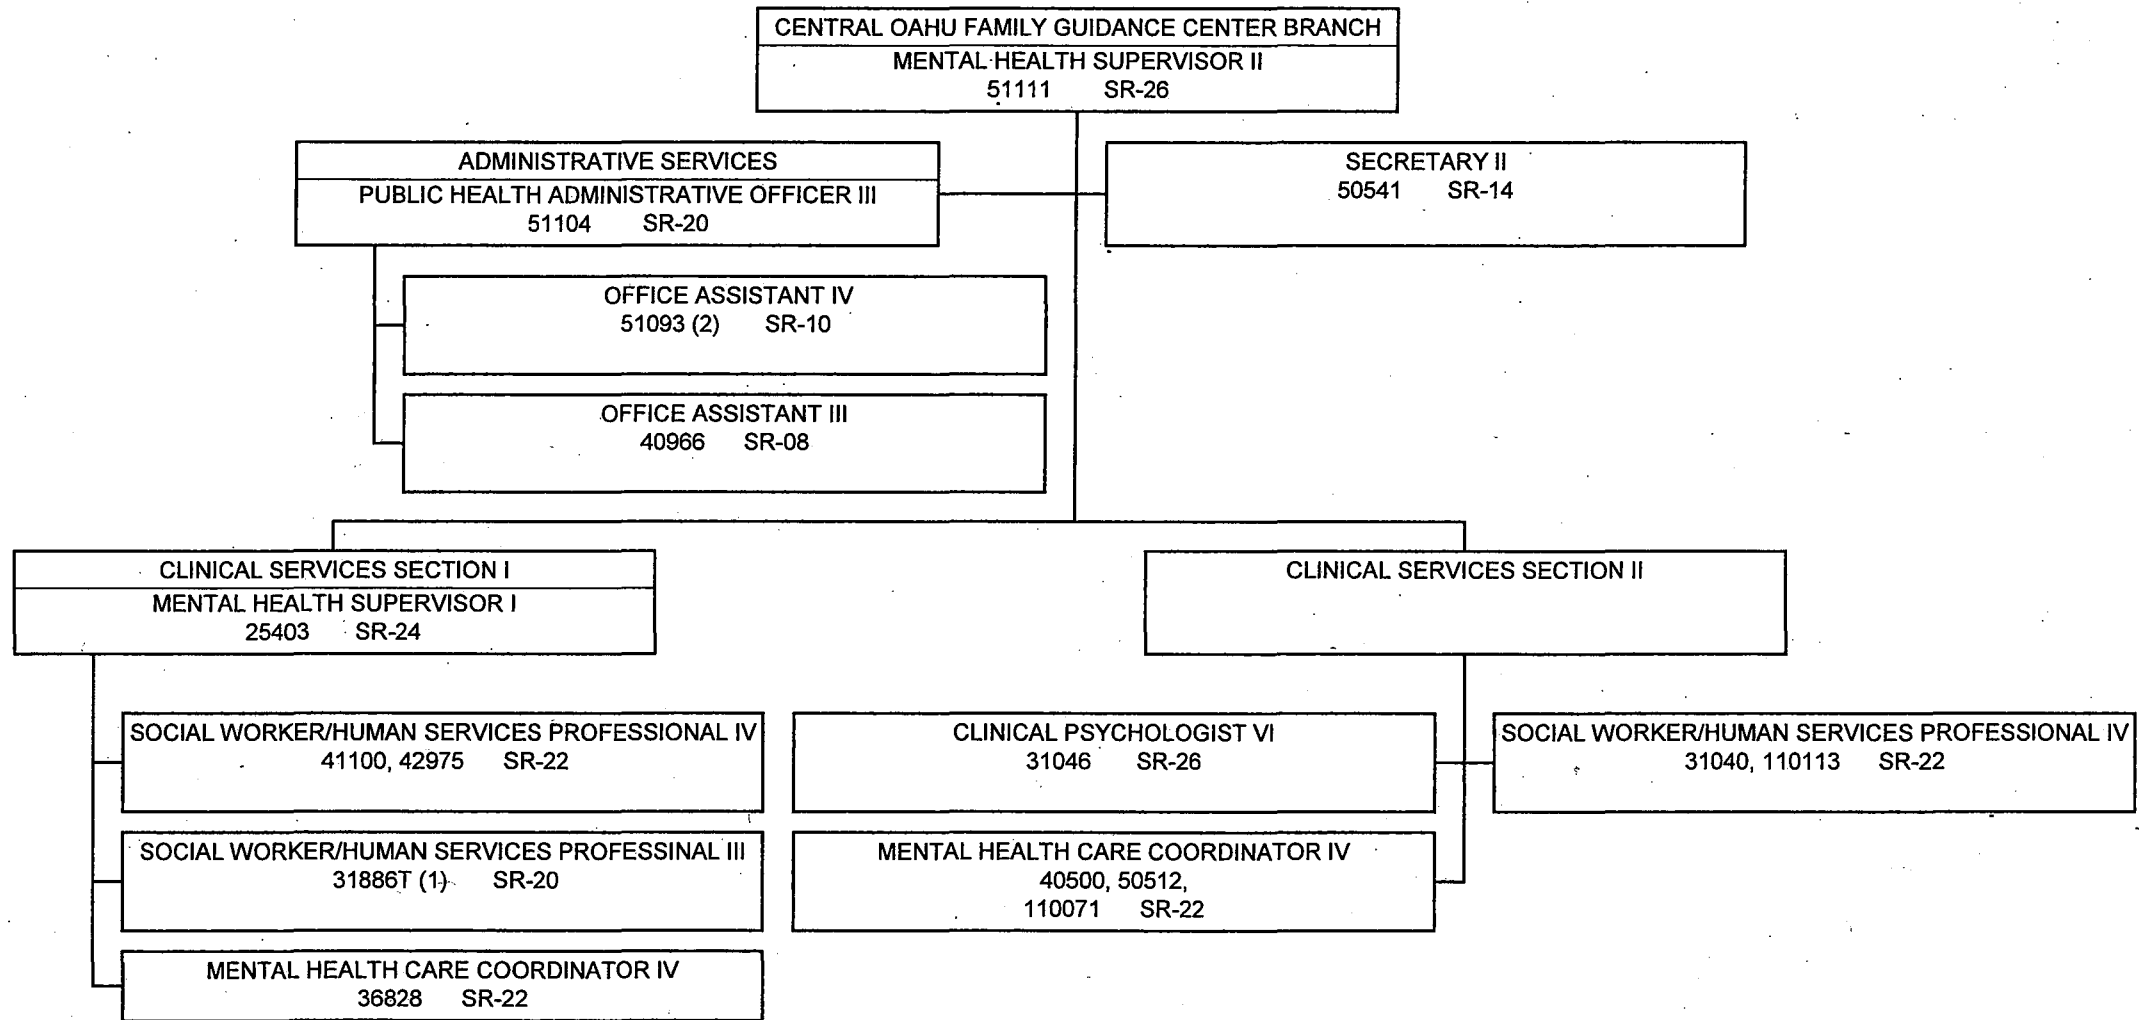 CENTRAL OAHU FAMILY GUIDANCE CENTER BRANCH
MENTAL HEALTH SUPERVISOR II
51111 SR-26
ADMINISTRATIVE SERVICES
PUBLIC HEALTH ADMINISTRATIVE OFFICER III
51104 SR-20
SECRETARY II
50541 SR-14
OFFICE ASSISTANT IV
51093 (2) SR-10
OFFICE ASSISTANT III
40966 SR-08
CLINICAL SERVICES SECTION I
MENTAL HEALTH SUPERVISOR I
25403 SR-24
CLINICAL SERVICES SECTION II
SOCIAL WORKER/HUMAN SERVICES PROFESSIONAL IV
41100, 42975 SR-22
SOCIAL WORKER/HUMAN SERVICES PROFESSINAL III
31886T (1) SR-20
MENTAL HEALTH CARE COORDINATOR IV
36828 SR-22
CLINICAL PSYCHOLOGIST VI
31046 SR-26
MENTAL HEALTH CARE COORDINATOR IV
40500, 50512,
110071 SR-22
SOCIAL WORKER/HUMAN SERVICES PROFESSIONAL IV
31040, 110113 SR-22